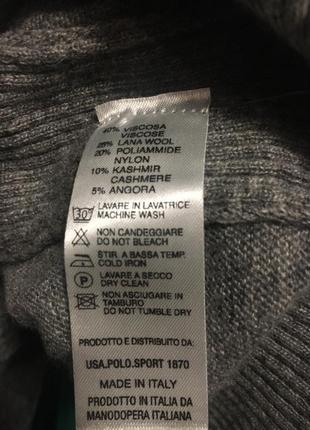 40% VISCOSA
VISCOSE
25% LANA WOOL
20% POLIAMMIDE
NYLON
10% KASHMIR
CASHMERE
5% ANGORA
30° LAVARE IN LAVATRICE
MACHINE WASH
NON CANDEGGIARE
DO NOT BLEACH
STIR. A BASSA TEMP.
COLD IRON
P LAVARE A SECCO
DRY CLEAN
NON ASCIUGARE IN
TAMBURO
DO NOT TUMBLE DRY
PRODOTTO E DISTRIBUITO DA:
USA.POLO.SPORT 1870
MADE IN ITALY
PRODOTTO IN ITALIA DA
MANODOPERA ITALIANA